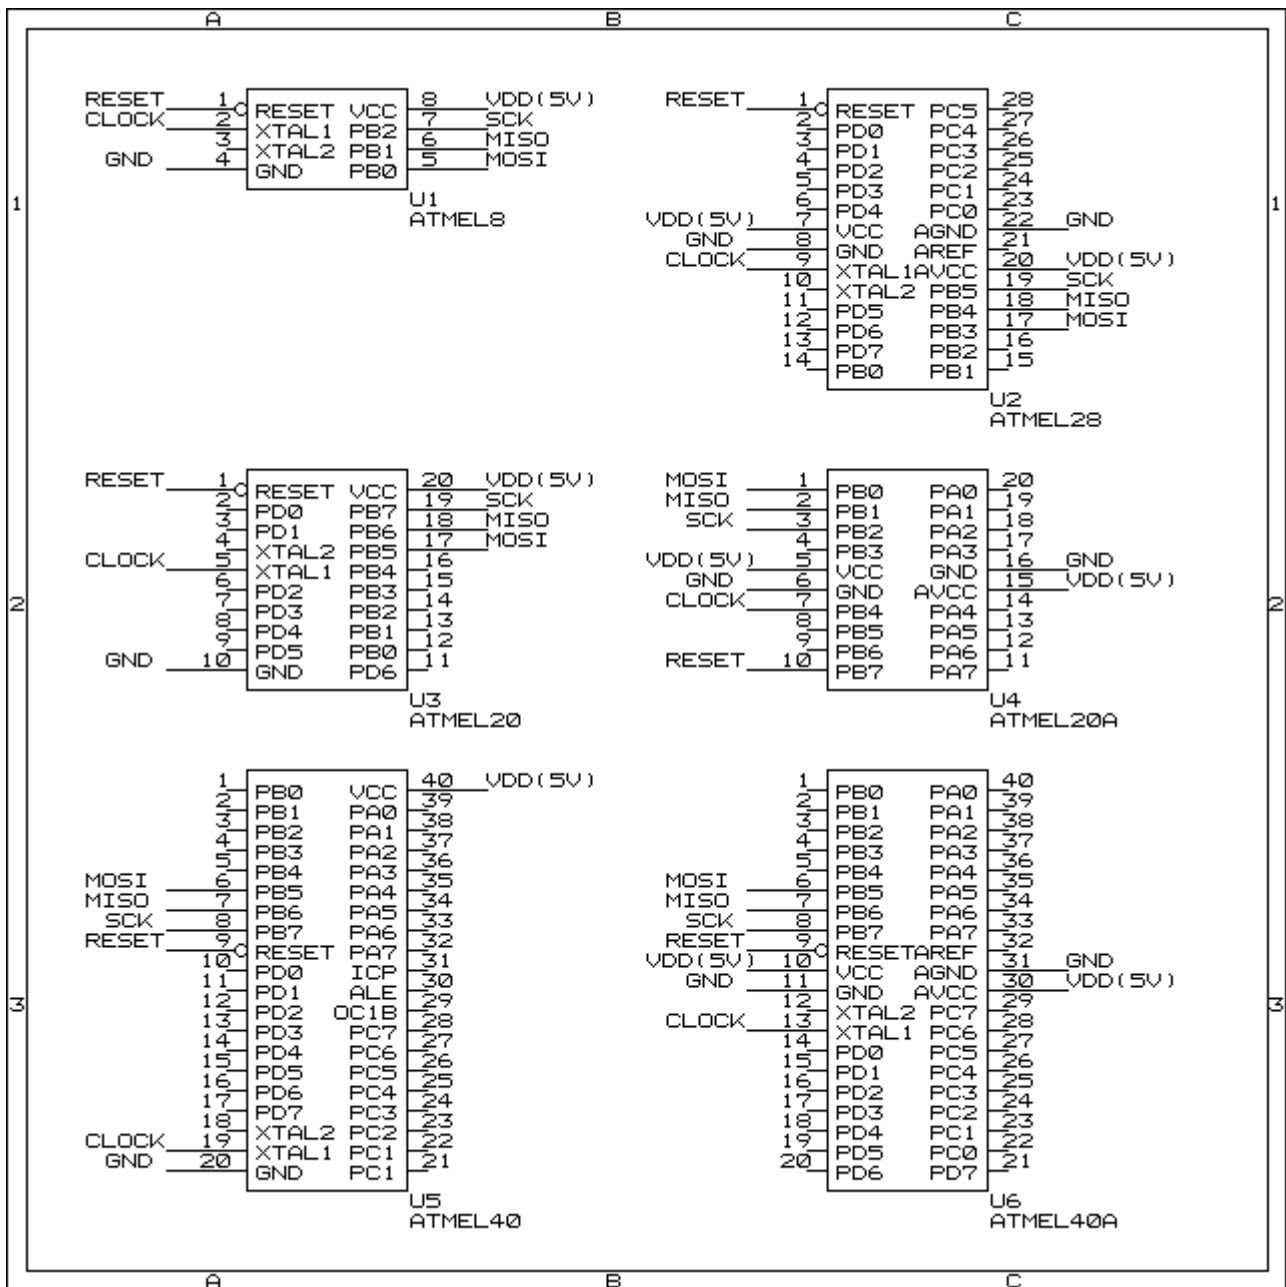 A B C
RESET 1 RESET VCC 8 VDD(5V)
CLOCK 2 XTAL1 PB2 7 SCK
3 XTAL2 PB1 6 MISO
GND 4 GND PB0 5 MOSI
U1
ATMEL8
RESET 1 RESET PC5 28
2 PD0 PC4 27
3 PD1 PC3 26
4 PD2 PC2 25
5 PD3 PC1 24
6 PD4 PC0 23
VDD(5V) 7 VCC AGND 22 GND
GND 8 GND AREF 21
CLOCK 9 XTAL1 AVCC 20 VDD(5V)
10 XTAL2 PB5 19 SCK
11 PD5 PB4 18 MISO
12 PD6 PB3 17 MOSI
13 PD7 PB2 16
14 PB0 PB1 15
U2
ATMEL28
1 1
RESET 1 RESET VCC 20 VDD(5V)
2 PD0 PB7 19 SCK
3 PD1 PB6 18 MISO
4 XTAL2 PB5 17 MOSI
CLOCK 5 XTAL1 PB4 16
6 PD2 PB3 15
7 PD3 PB2 14
8 PD4 PB1 13
9 PD5 PB0 12
GND 10 GND PD6 11
U3
ATMEL20
MOSI 1 PB0 PA0 20
MISO 2 PB1 PA1 19
SCK 3 PB2 PA2 18
4 PB3 PA3 17
VDD(5V) 5 VCC GND 16 GND
GND 6 GND AVCC 15 VDD(5V)
CLOCK 7 PB4 PA4 14
8 PB5 PA5 13
9 PB6 PA6 12
RESET 10 PB7 PA7 11
U4
ATMEL20A
2 2
1 PB0 VCC 40 VDD(5V)
2 PB1 PA0 39
3 PB2 PA1 38
4 PB3 PA2 37
5 PB4 PA3 36
MOSI 6 PB5 PA4 35
MISO 7 PB6 PA5 34
SCK 8 PB7 PA6 33
RESET 9 RESET PA7 32
10 PD0 ICP 31
11 PD1 ALE 30
12 PD2 OC1B 29
13 PD3 PC7 28
14 PD4 PC6 27
15 PD5 PC5 26
16 PD6 PC4 25
17 PD7 PC3 24
18 XTAL2 PC2 23
CLOCK 19 XTAL1 PC1 22
GND 20 GND PC1 21
U5
ATMEL40
1 PB0 PA0 40
2 PB1 PA1 39
3 PB2 PA2 38
4 PB3 PA3 37
5 PB4 PA4 36
MOSI 6 PB5 PA5 35
MISO 7 PB6 PA6 34
SCK 8 PB7 PA7 33
RESET 9 RESET AREF 32
VDD(5V) 10 VCC AGND 31 GND
GND 11 GND AVCC 30 VDD(5V)
12 XTAL2 PC7 29
CLOCK 13 XTAL1 PC6 28
14 PD0 PC5 27
15 PD1 PC4 26
16 PD2 PC3 25
17 PD3 PC2 24
18 PD4 PC1 23
19 PD5 PC0 22
20 PD6 PD7 21
U6
ATMEL40A
3 3
A B C